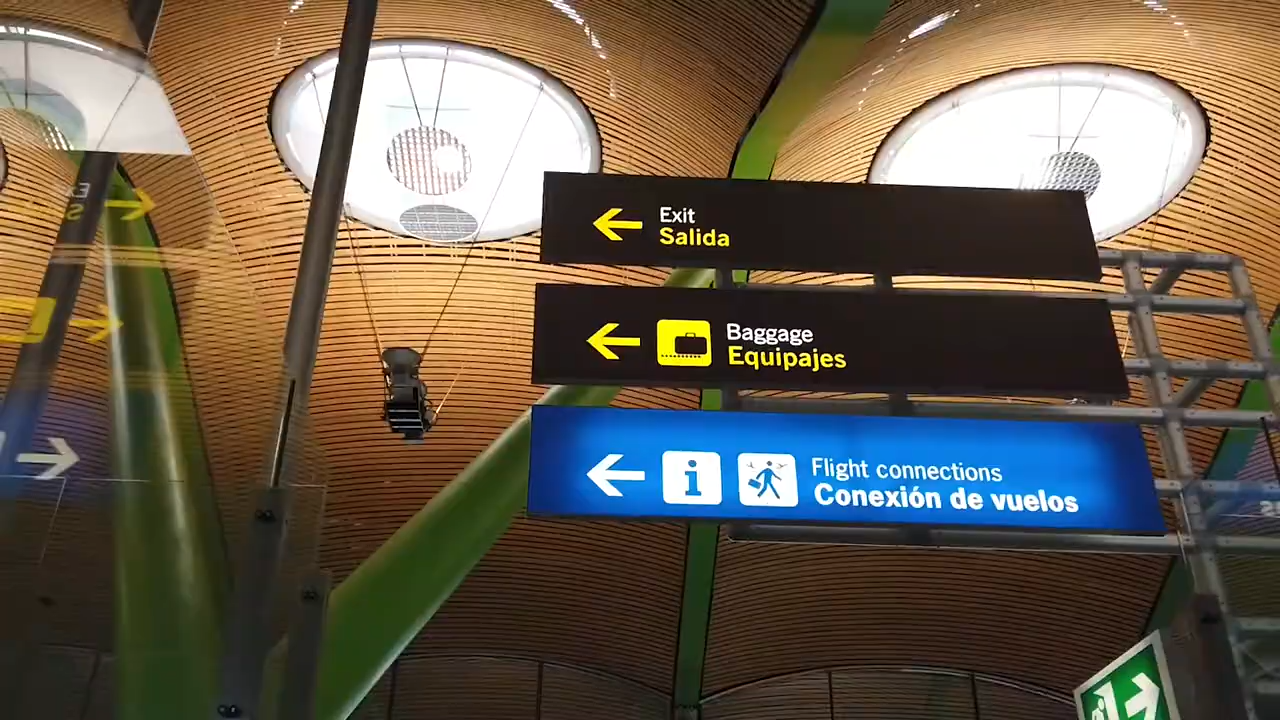 Exit
Salida
Baggage
Equipajes
i
Flight connections
Conexión de vuelos